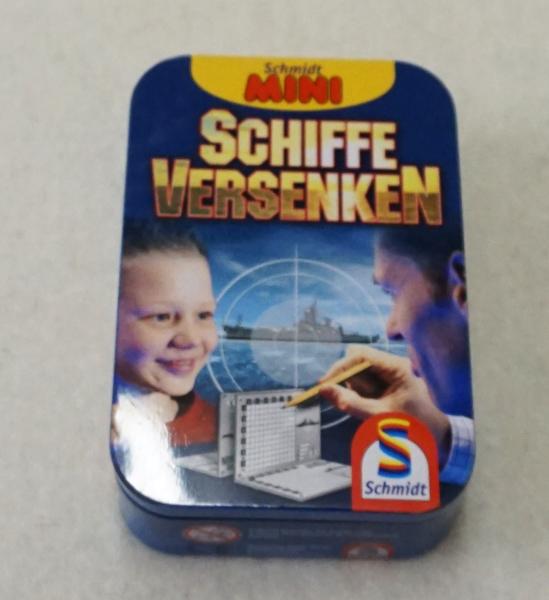 Schmidt
MINI
SCHIFFE
VERSENKEN
Schmidt